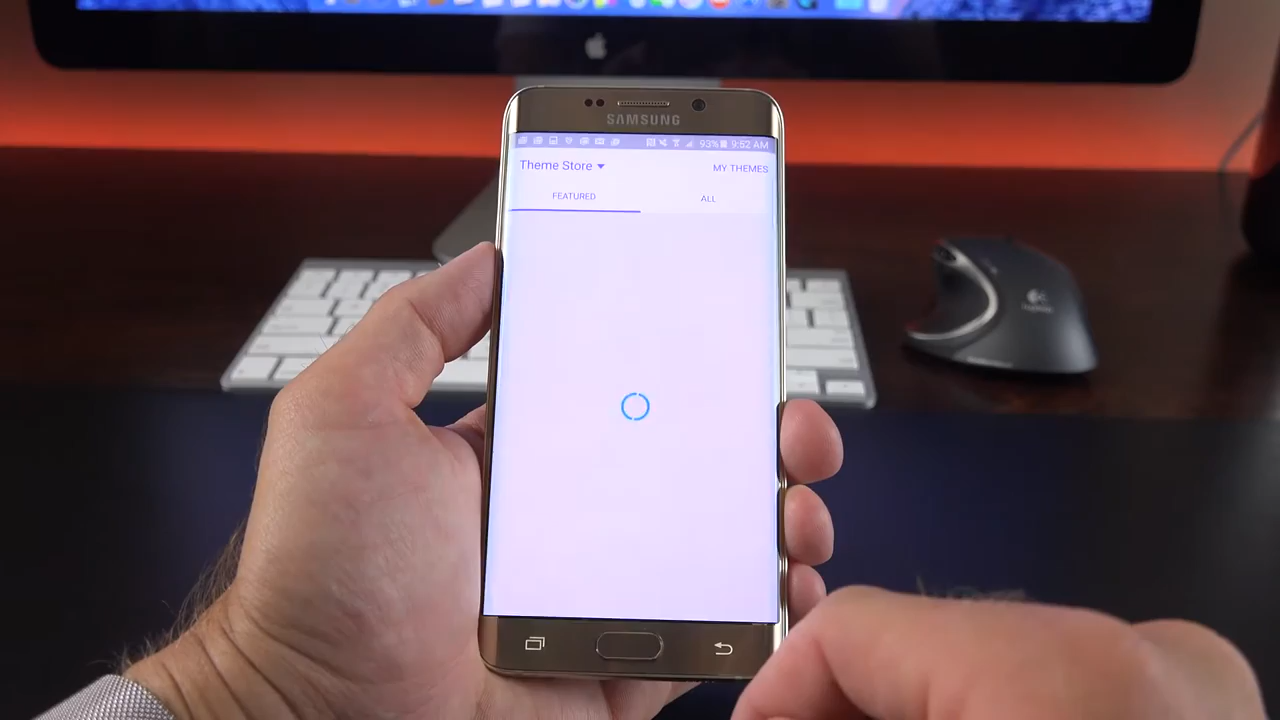 SAMSUNG
93% 9:52 AM
Theme Store
MY THEMES
FEATURED
ALL